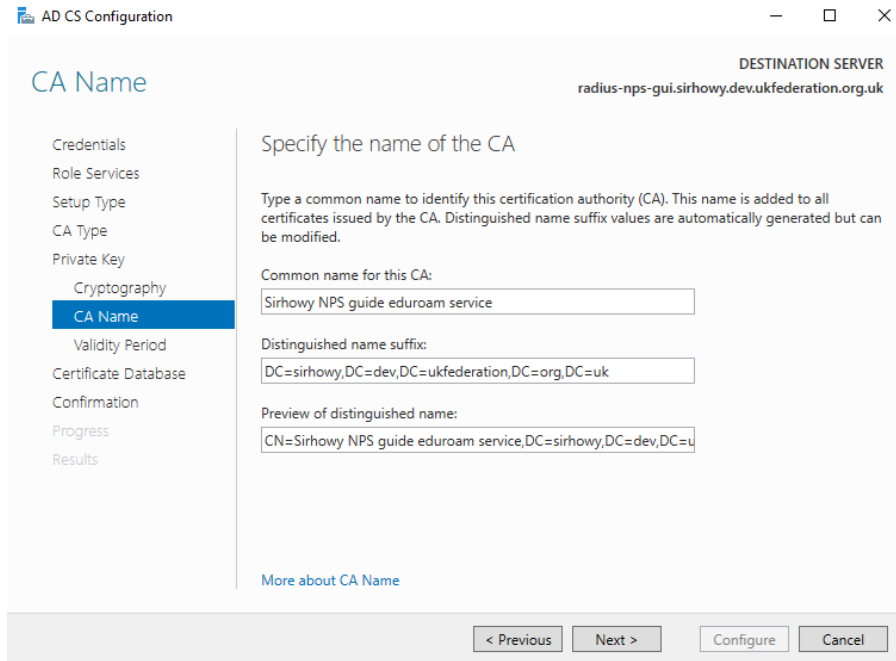 AD CS Configuration
DESTINATION SERVER
radius-nps-gui.sirhowy.dev.ukfederation.org.uk
CA Name
Credentials
Role Services
Setup Type
CA Type
Private Key
Cryptography
CA Name
Validity Period
Certificate Database
Confirmation
Progress
Results
Specify the name of the CA
Type a common name to identify this certification authority (CA). This name is added to all
certificates issued by the CA. Distinguished name suffix values are automatically generated but can
be modified.
Common name for this CA:
Sirhowy NPS guide eduroam service
Distinguished name suffix:
DC=sirhowy,DC=dev,DC=ukfederation,DC=org,DC=uk
Preview of distinguished name:
CN=Sirhowy NPS guide eduroam service,DC=sirhowy,DC=dev,DC=u
More about CA Name
< Previous
Next >
Configure
Cancel